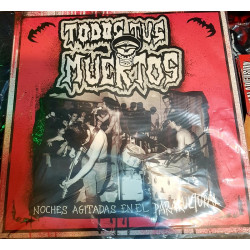 TODOS TUS
MUERTOS
NOCHES AGITADAS EN EL